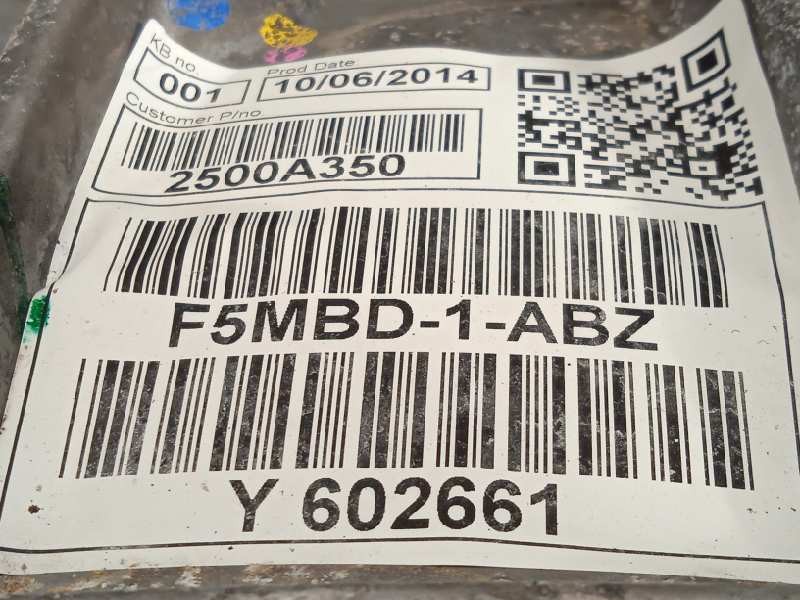 KB no.
001
Prod Date
10/06/2014
Customer P/no
2500A350
F5MBD-1-ABZ
Y 602661